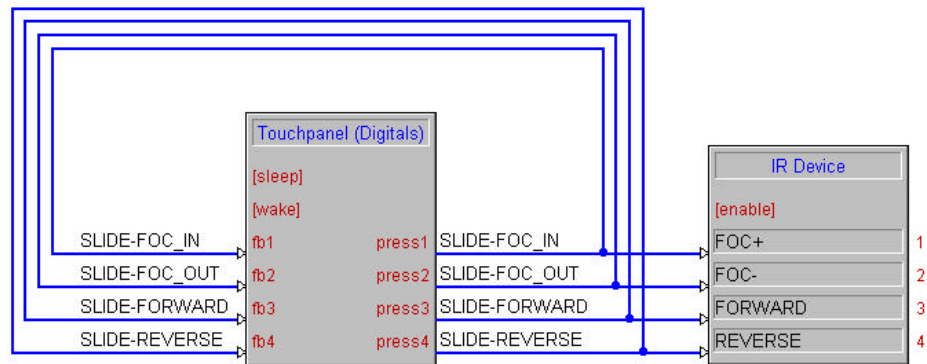 Touchpanel (Digitals)
IR Device
[sleep]
[wake]
[enable]
SLIDE-FOC_IN fb1 press1 SLIDE-FOC_IN FOC+ 1
SLIDE-FOC_OUT fb2 press2 SLIDE-FOC_OUT FOC- 2
SLIDE-FORWARD fb3 press3 SLIDE-FORWARD FORWARD 3
SLIDE-REVERSE fb4 press4 SLIDE-REVERSE REVERSE 4